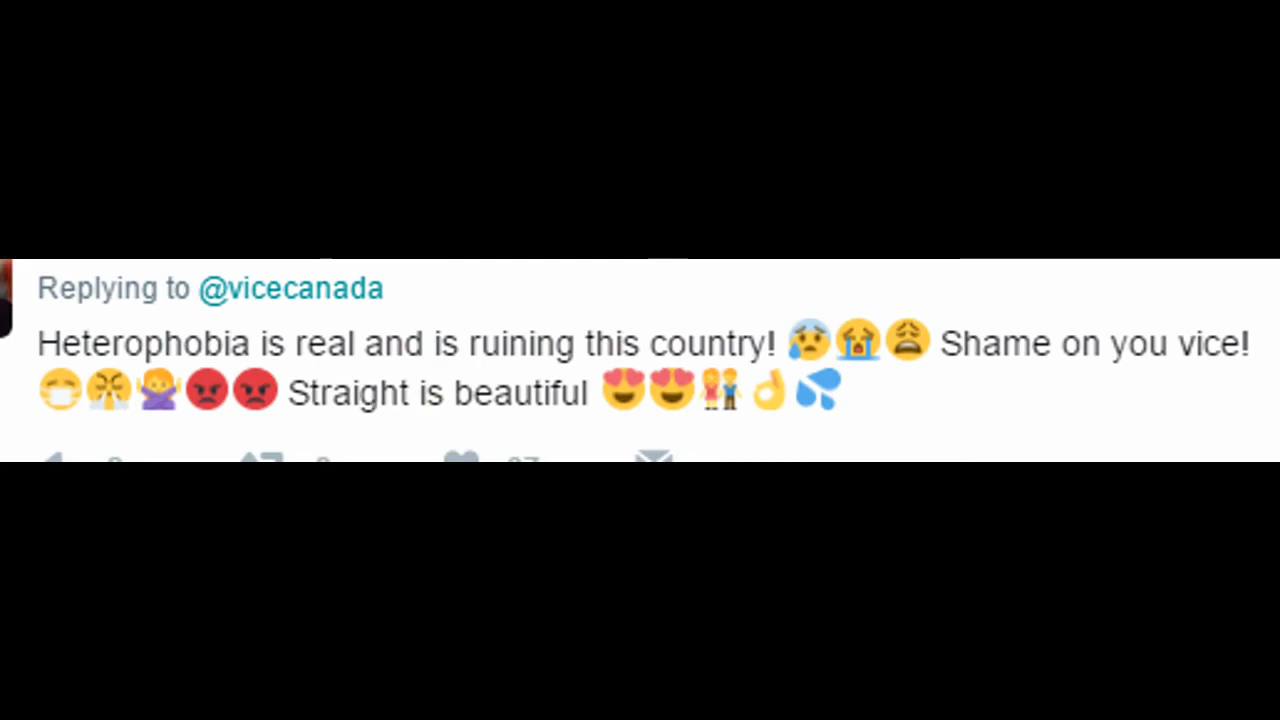 Replying to @vicecanada
Heterophobia is real and is ruining this country! 😰😭😩 Shame on you vice!
😷😤🙅😡😡 Straight is beautiful 😍😍👫👌💦